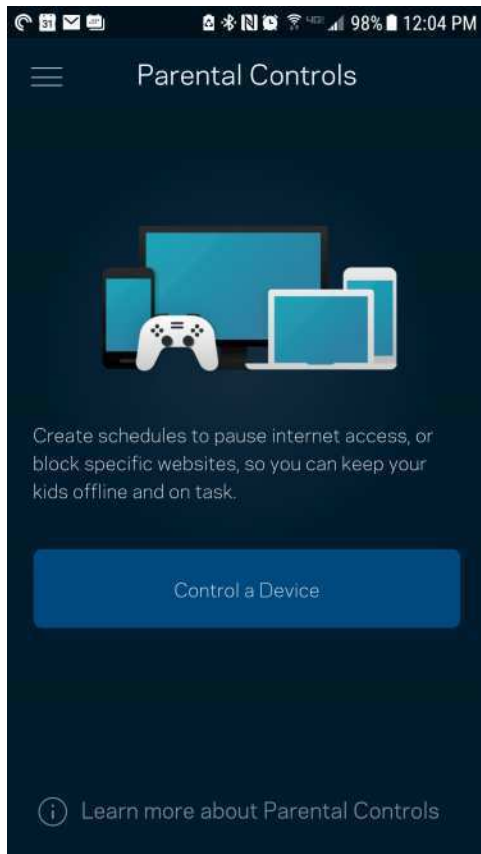 31 98% 12:04 PM
Parental Controls
Create schedules to pause internet access, or
block specific websites, so you can keep your
kids offline and on task.
Control a Device
Learn more about Parental Controls